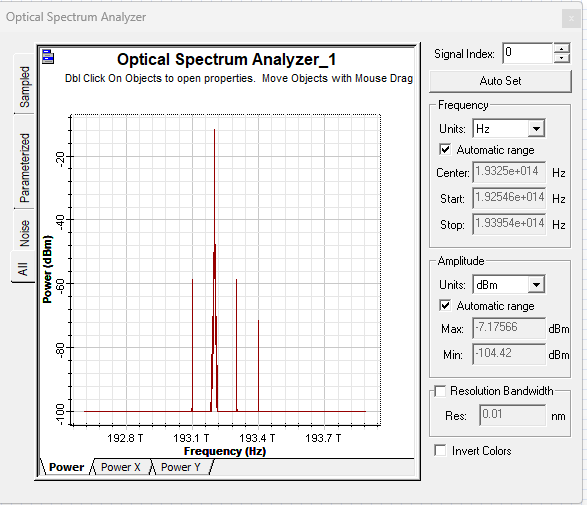 Optical Spectrum Analyzer
x
Optical Spectrum Analyzer_1
Dbl Click On Objects to open properties.  Move Objects with Mouse Drag
Sampled
Parameterized
Noise
All
Power (dBm)
-20
-40
-60
-80
-100
192.8 T 193.1 T 193.4 T 193.7 T
Frequency (Hz)
Power Power X Power Y
Signal Index: 0
Auto Set
Frequency
Units: Hz
Automatic range
Center: 1.9325e+014 Hz
Start: 1.92546e+014 Hz
Stop: 1.93954e+014 Hz
Amplitude
Units: dBm
Automatic range
Max: -7.17566 dBm
Min: -104.42 dBm
Resolution Bandwidth
Res: 0.01 nm
Invert Colors